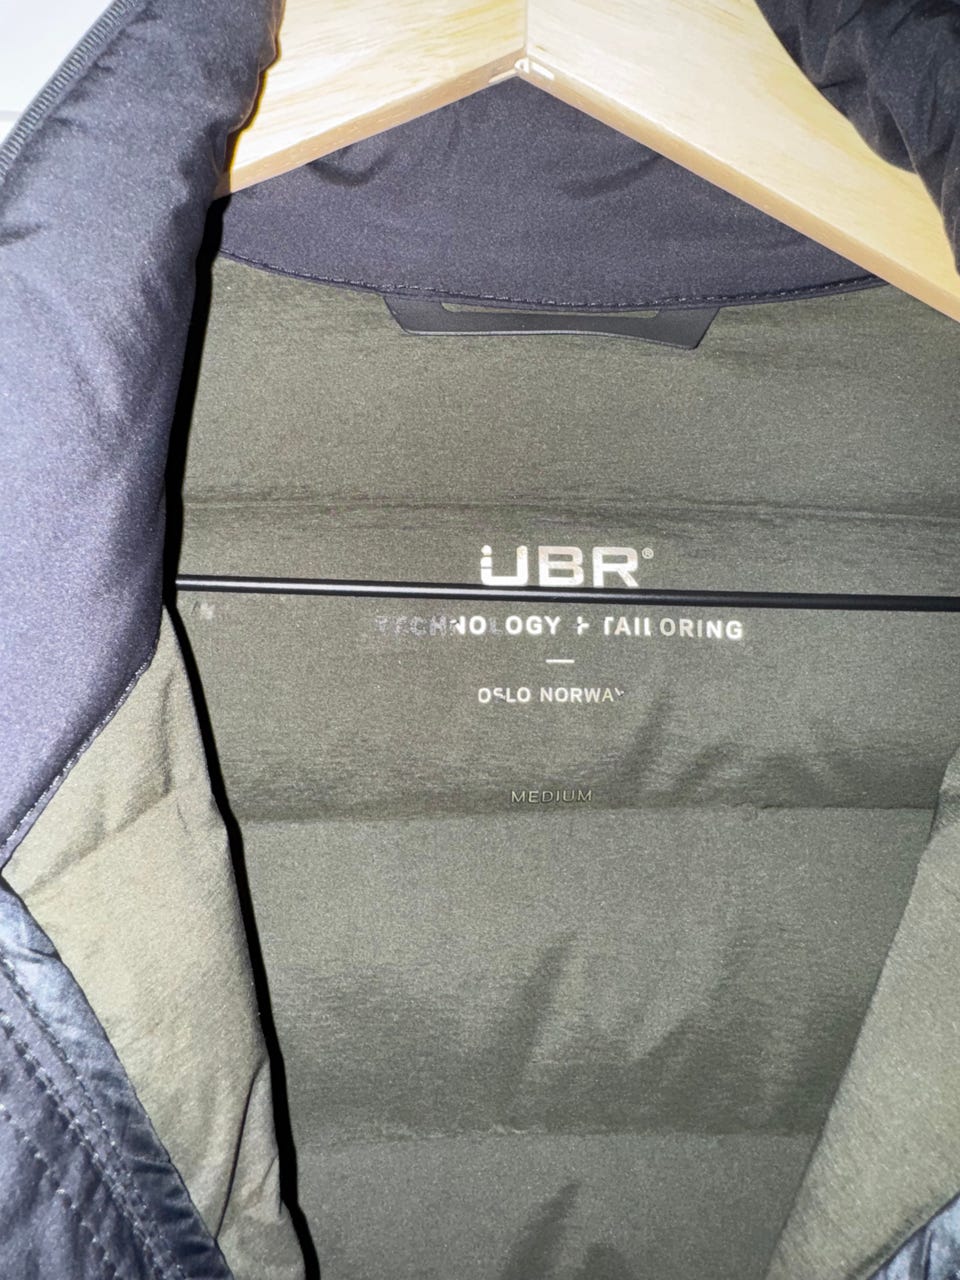 UBR®
TECHNOLOGY + TAILORING
OSLO NORWAY
MEDIUM